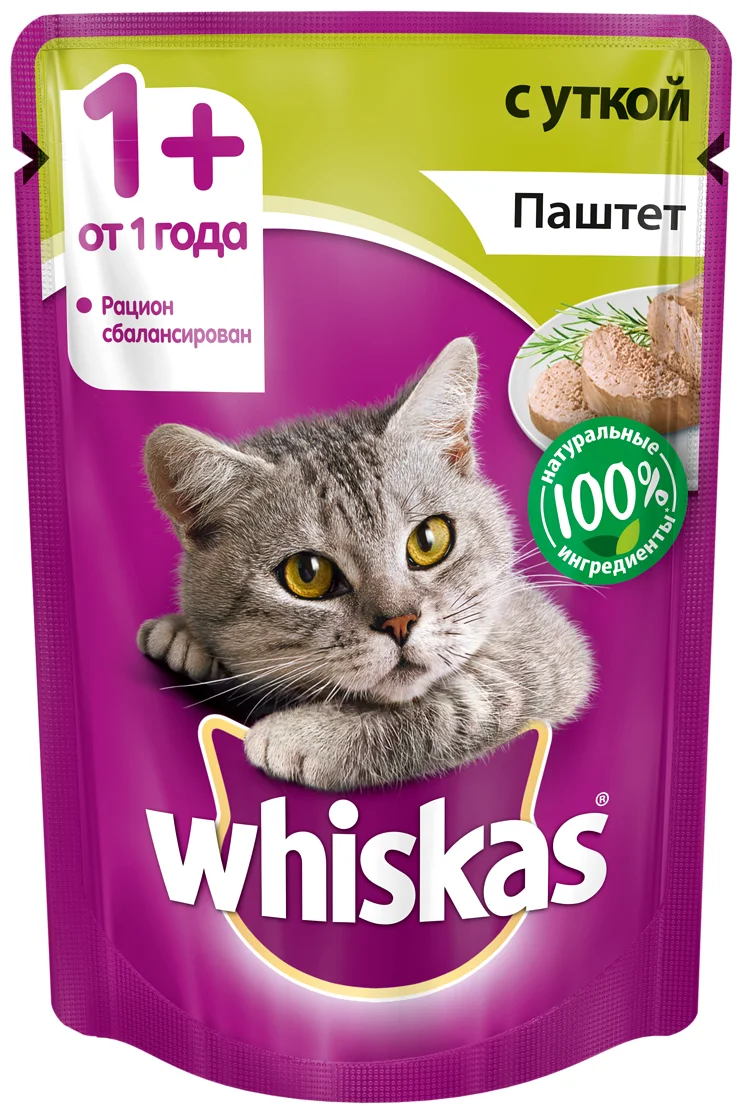 1+
от 1 года
Рацион
сбалансирован
с уткой
Паштет
натуральные
100%
ингредиенты*
whiskas®